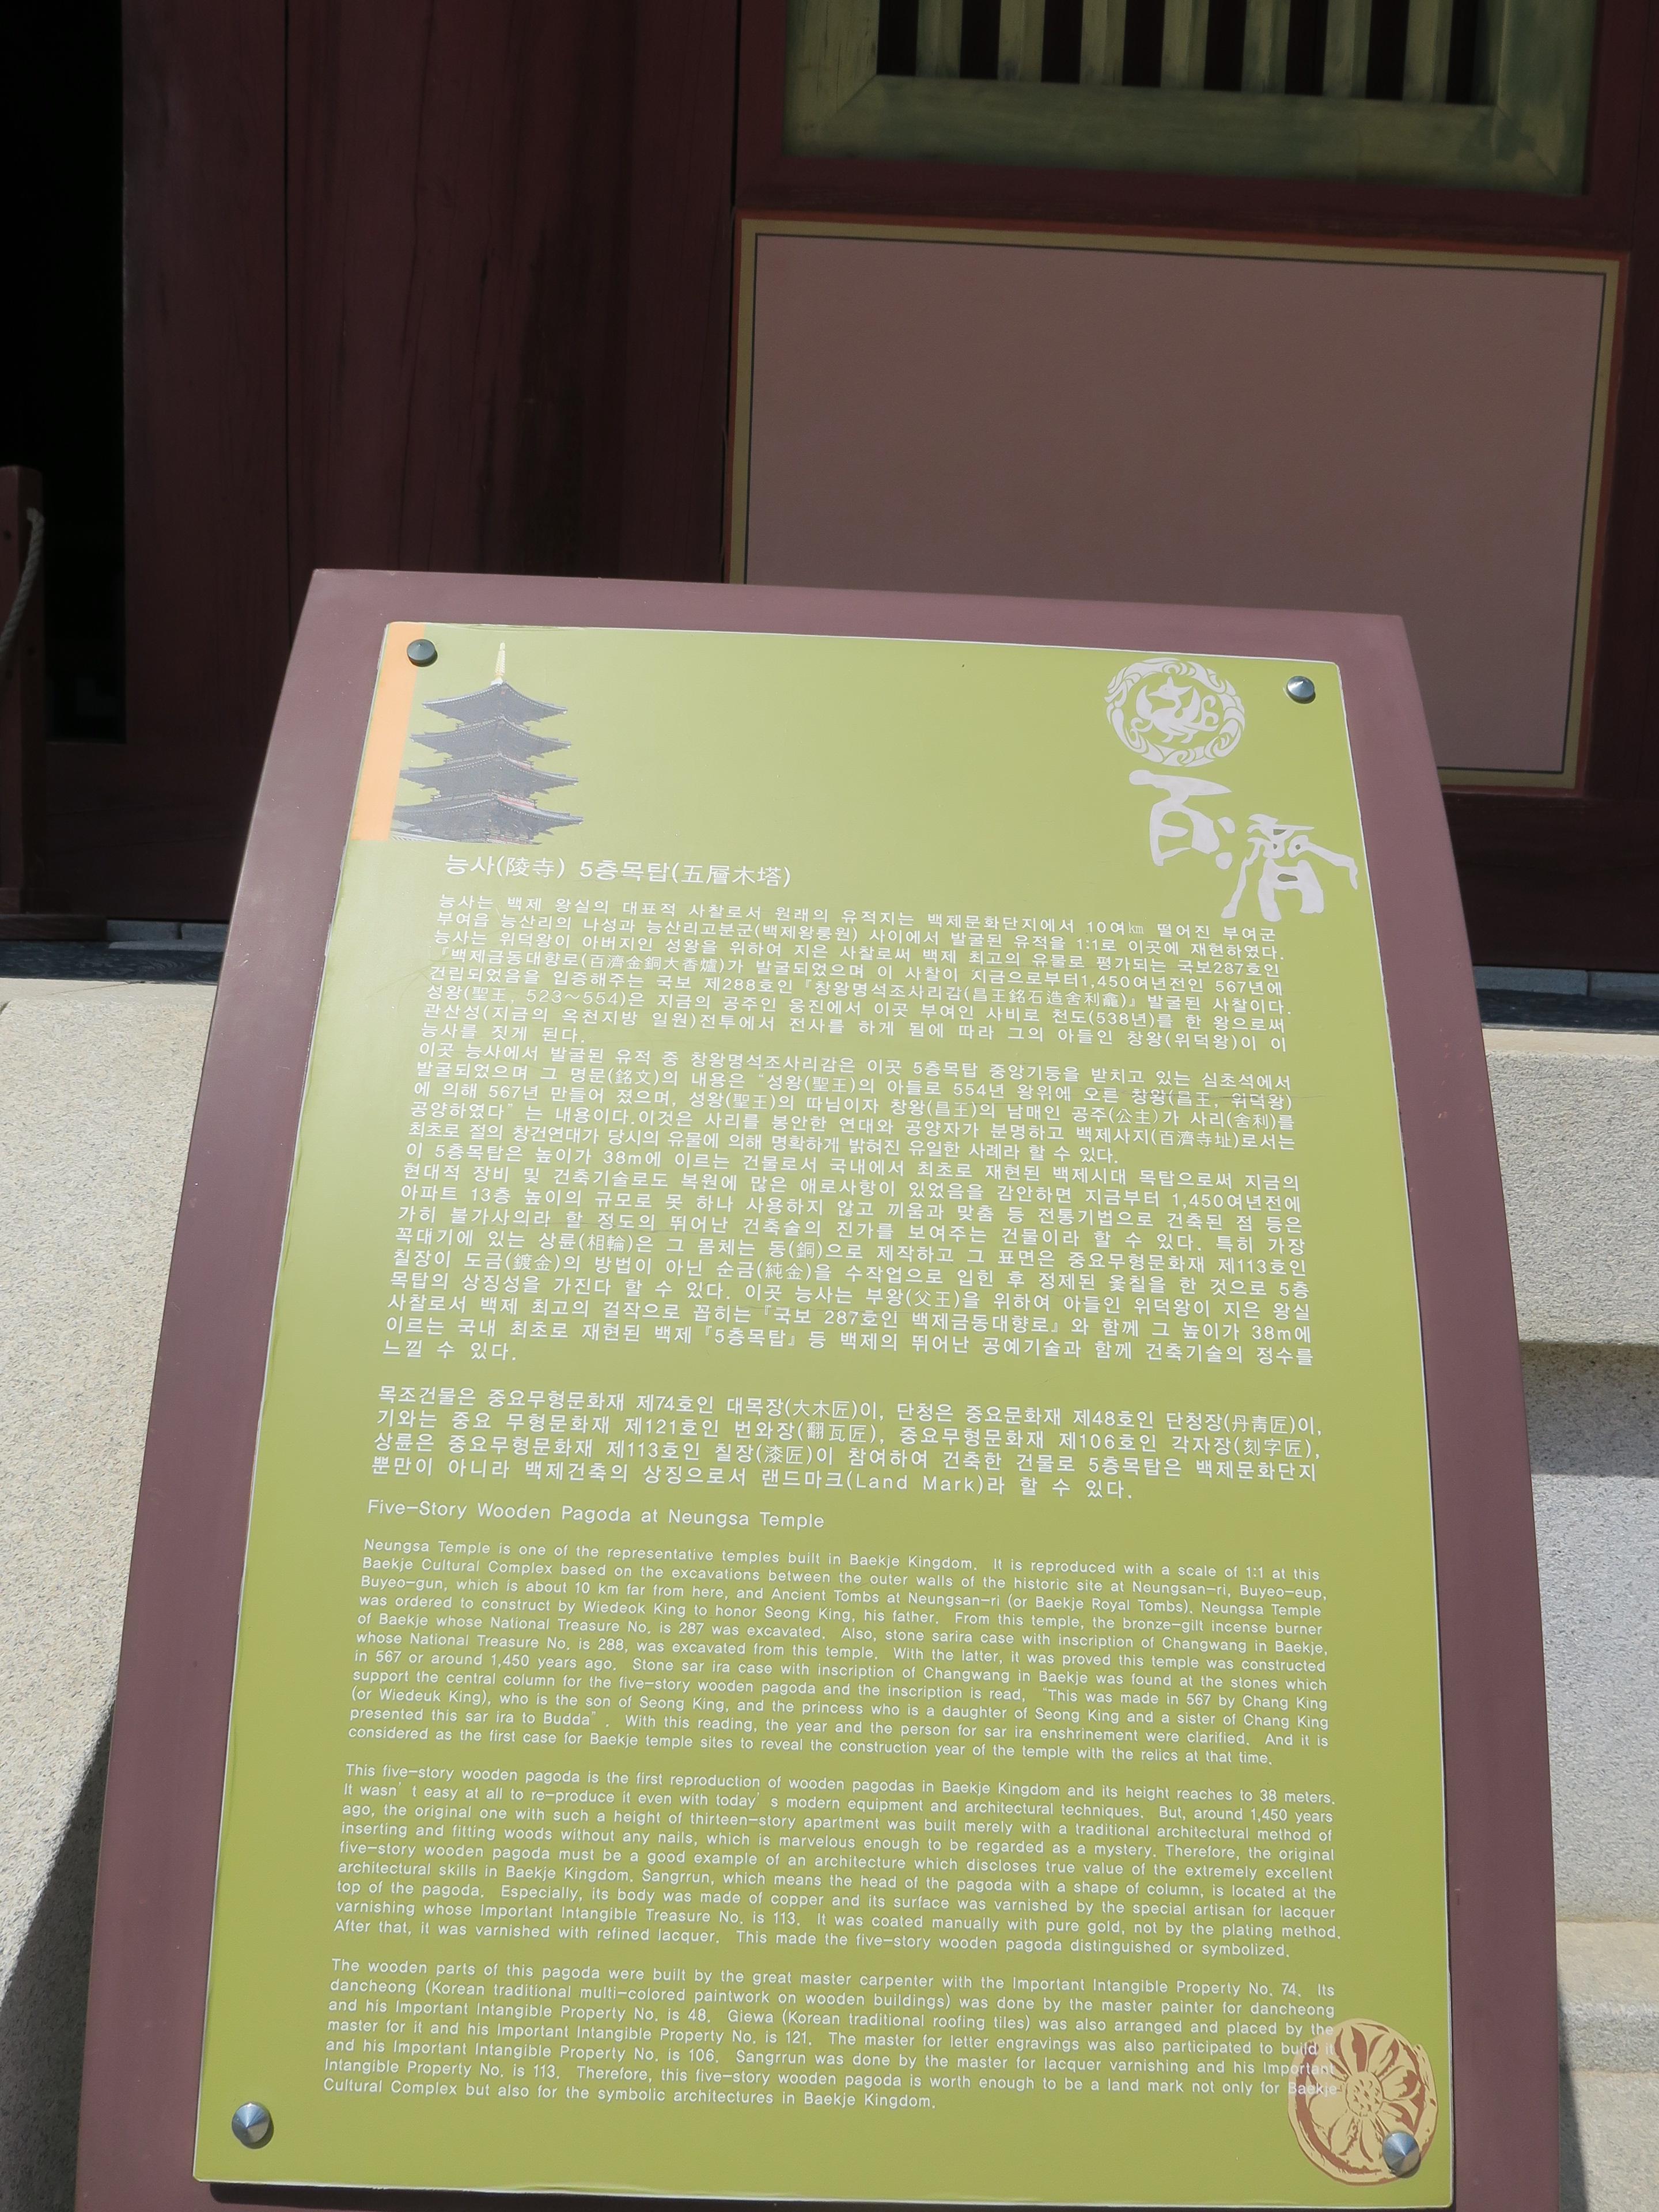 百濟
능사(陵寺) 5층목탑(五層木塔)
능사는 백제 왕실의 대표적 사찰로서 원래의 유적지는 백제문화단지에서 10여㎞ 떨어진 부여군
부여읍 능산리의 나성과 능산리고분군(백제왕릉원) 사이에서 발굴된 유적을 1:1로 이곳에 재현하였다.
능사는 위덕왕이 아버지인 성왕을 위하여 지은 사찰로써 백제 최고의 유물로 평가되는 국보287호인
『백제금동대향로(百濟金銅大香爐)가 발굴되었으며 이 사찰이 지금으로부터1,450여년전인 567년에
건립되었음을 입증해주는 국보 제288호인『창왕명석조사리감(昌王銘石造舍利龕)』발굴된 사찰이다.
성왕(聖王, 523~554)은 지금의 공주인 웅진에서 이곳 부여인 사비로 천도(538년)를 한 왕으로써
관산성(지금의 옥천지방 일원)전투에서 전사를 하게 됨에 따라 그의 아들인 창왕(위덕왕)이 이
능사를 짓게 된다.
이곳 능사에서 발굴된 유적 중 창왕명석조사리감은 이곳 5층목탑 중앙기둥을 받치고 있는 심초석에서
발굴되었으며 그 명문(銘文)의 내용은 “성왕(聖王)의 아들로 554년 왕위에 오른 창왕(昌王, 위덕왕)
에 의해 567년 만들어 졌으며, 성왕(聖王)의 따님이자 창왕(昌王)의 남매인 공주(公主)가 사리(舍利)를
공양하였다” 는 내용이다.이것은 사리를 봉안한 연대와 공양자가 분명하고 백제사지(百濟寺址)로서는
최초로 절의 창건연대가 당시의 유물에 의해 명확하게 밝혀진 유일한 사례라 할 수 있다.
이 5층목탑은 높이가 38m에 이르는 건물로서 국내에서 최초로 재현된 백제시대 목탑으로써 지금의
현대적 장비 및 건축기술로도 복원에 많은 애로사항이 있었음을 감안하면 지금부터 1,450여년전에
아파트 13층 높이의 규모로 못 하나 사용하지 않고 끼움과 맞춤 등 전통기법으로 건축된 점 등은
가히 불가사의라 할 정도의 뛰어난 건축술의 진가를 보여주는 건물이라 할 수 있다. 특히 가장
꼭대기에 있는 상륜(相輪)은 그 몸체는 동(銅)으로 제작하고 그 표면은 중요무형문화재 제113호인
칠장이 도금(鍍金)의 방법이 아닌 순금(純金)을 수작업으로 입힌 후 정제된 옻칠을 한 것으로 5층
목탑의 상징성을 가진다 할 수 있다. 이곳 능사는 부왕(父王)을 위하여 아들인 위덕왕이 지은 왕실
사찰로서 백제 최고의 걸작으로 꼽히는『국보 287호인 백제금동대향로』와 함께 그 높이가 38m에
이르는 국내 최초로 재현된 백제『5층목탑』등 백제의 뛰어난 공예기술과 함께 건축기술의 정수를
느낄 수 있다.
목조건물은 중요무형문화재 제74호인 대목장(大木匠)이, 단청은 중요문화재 제48호인 단청장(丹靑匠)이,
기와는 중요 무형문화재 제121호인 번와장(翻瓦匠), 중요무형문화재 제106호인 각자장(刻字匠),
상륜은 중요무형문화재 제113호인 칠장(漆匠)이 참여하여 건축한 건물로 5층목탑은 백제문화단지
뿐만이 아니라 백제건축의 상징으로서 랜드마크(Land Mark)라 할 수 있다.
Five-Story Wooden Pagoda at Neungsa Temple
Neungsa Temple is one of the representative temples built in Baekje Kingdom. It is reproduced with a scale of 1:1 at this
Baekje Cultural Complex based on the excavations between the outer walls of the historic site at Neungsan-ri, Buyeo-eup,
Buyeo-gun, which is about 10 km far from here, and Ancient Tombs at Neungsan-ri (or Baekje Royal Tombs). Neungsa Temple
was ordered to construct by Wiedeok King to honor Seong King, his father. From this temple, the bronze-gilt incense burner
of Baekje whose National Treasure No. is 287 was excavated. Also, stone sarira case with inscription of Changwang in Baekje,
whose National Treasure No. is 288, was excavated from this temple. With the latter, it was proved this temple was constructed
in 567 or around 1,450 years ago. Stone sar ira case with inscription of Changwang in Baekje was found at the stones which
support the central column for the five-story wooden pagoda and the inscription is read, “This was made in 567 by Chang King
(or Wiedeuk King), who is the son of Seong King, and the princess who is a daughter of Seong King and a sister of Chang King
presented this sar ira to Budda”. With this reading, the year and the person for sar ira enshrinement were clarified. And it is
considered as the first case for Baekje temple sites to reveal the construction year of the temple with the relics at that time.
This five-story wooden pagoda is the first reproduction of wooden pagodas in Baekje Kingdom and its height reaches to 38 meters.
It wasn’t easy at all to re-produce it even with today’s modern equipment and architectural techniques. But, around 1,450 years
ago, the original one with such a height of thirteen-story apartment was built merely with a traditional architectural method of
inserting and fitting woods without any nails, which is marvelous enough to be regarded as a mystery. Therefore, the original
five-story wooden pagoda must be a good example of an architecture which discloses true value of the extremely excellent
architectural skills in Baekje Kingdom. Sangrrun, which means the head of the pagoda with a shape of column, is located at the
top of the pagoda. Especially, its body was made of copper and its surface was varnished by the special artisan for lacquer
varnishing whose Important Intangible Treasure No. is 113. It was coated manually with pure gold, not by the plating method.
After that, it was varnished with refined lacquer. This made the five-story wooden pagoda distinguished or symbolized.
The wooden parts of this pagoda were built by the great master carpenter with the Important Intangible Property No. 74. Its
dancheong (Korean traditional multi-colored paintwork on wooden buildings) was done by the master painter for dancheong
and his Important Intangible Property No. is 48. Giewa (Korean traditional roofing tiles) was also arranged and placed by the
master for it and his Important Intangible Property No. is 121. The master for letter engravings was also participated to build it
and his Important Intangible Property No. is 106. Sangrrun was done by the master for lacquer varnishing and his Important
Intangible Property No. is 113. Therefore, this five-story wooden pagoda is worth enough to be a land mark not only for Baekje
Cultural Complex but also for the symbolic architectures in Baekje Kingdom.